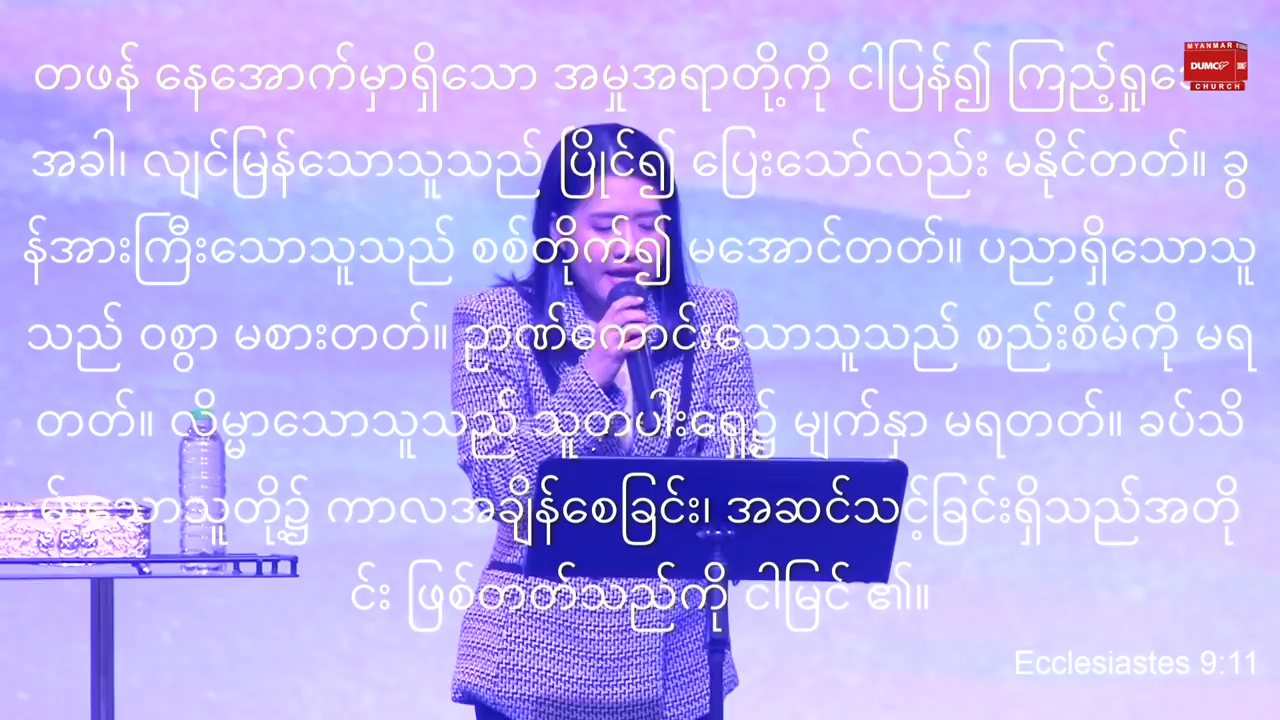 MYANMAR
DUMC
CHURCH
တဖန် နေအောက်မှာရှိသော အမှုအရာတို့ကို ငါပြန်၍ ကြည့်ရှုသော
အခါ၊ လျင်မြန်သောသူသည် ပြိုင်၍ ပြေးသော်လည်း မနိုင်တတ်။ ခွ
န်အားကြီးသောသူသည် စစ်တိုက်၍ မအောင်တတ်။ ပညာရှိသောသူ
သည် ဝစွာ မစားတတ်။ ဉာဏ်ကောင်းသောသူသည် စည်းစိမ်ကို မရ
တတ်။ လိမ္မာသောသူသည် သူတပါးရှေ့၌ မျက်နှာ မရတတ်။ ခပ်သိ
မ်းသောသူတို့၌ ကာလအချိန်စေ့ခြင်း၊ အဆင်သင့်ခြင်းရှိသည်အတို
င်း ဖြစ်တတ်သည်ကို ငါမြင် ၏။
Ecclesiastes 9:11